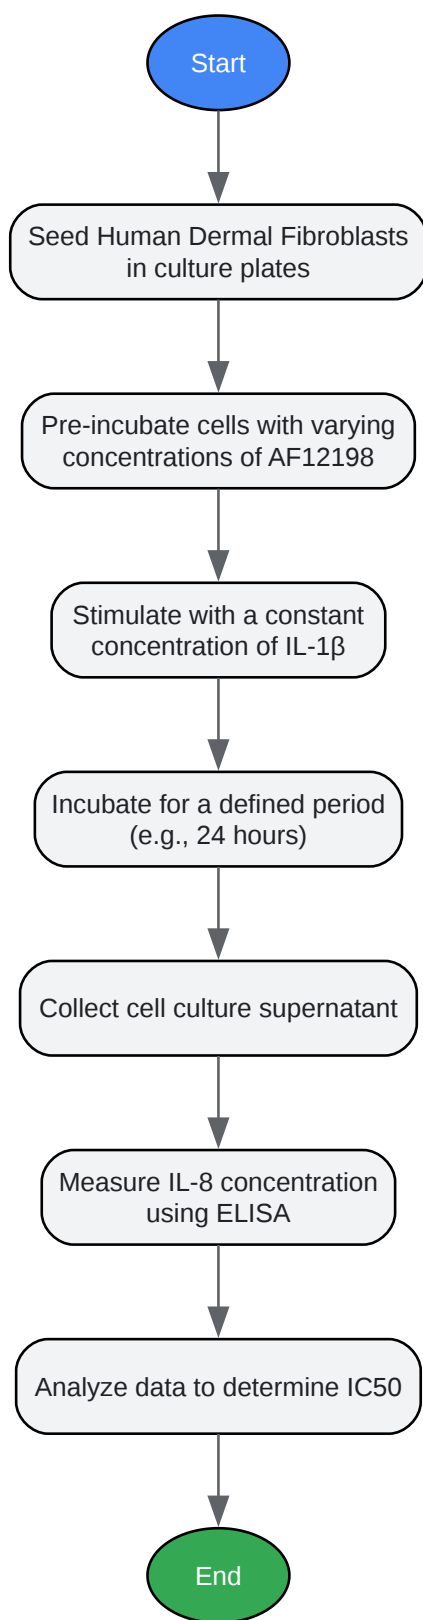 Start
Seed Human Dermal Fibroblasts
in culture plates
Pre-incubate cells with varying
concentrations of AF12198
Stimulate with a constant
concentration of IL-1β
Incubate for a defined period
(e.g., 24 hours)
Collect cell culture supernatant
Measure IL-8 concentration
using ELISA
Analyze data to determine IC50
End